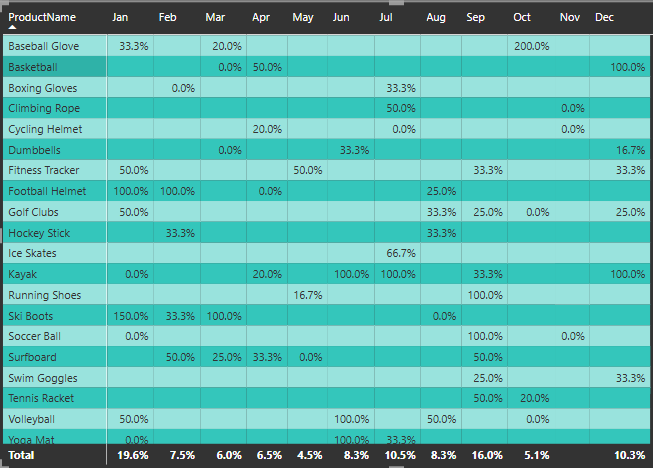 ProductName Jan Feb Mar Apr May Jun Jul Aug Sep Oct Nov Dec
Baseball Glove 33.3% 20.0% 200.0%
Basketball 0.0% 50.0% 100.0%
Boxing Gloves 0.0% 33.3%
Climbing Rope 50.0% 0.0%
Cycling Helmet 20.0% 0.0% 0.0%
Dumbbells 0.0% 33.3% 16.7%
Fitness Tracker 50.0% 50.0% 33.3% 33.3%
Football Helmet 100.0% 100.0% 0.0% 25.0%
Golf Clubs 50.0% 33.3% 25.0% 0.0% 25.0%
Hockey Stick 33.3% 33.3%
Ice Skates 66.7%
Kayak 0.0% 20.0% 100.0% 100.0% 33.3% 100.0%
Running Shoes 16.7% 100.0%
Ski Boots 150.0% 33.3% 100.0% 0.0%
Soccer Ball 0.0% 100.0% 0.0%
Surfboard 50.0% 25.0% 33.3% 0.0% 50.0%
Swim Goggles 25.0% 33.3%
Tennis Racket 50.0% 20.0%
Volleyball 50.0% 100.0% 50.0% 0.0%
Yoga Mat 0.0% 100.0% 33.3%
Total 19.6% 7.5% 6.0% 6.5% 4.5% 8.3% 10.5% 8.3% 16.0% 5.1% 10.3%